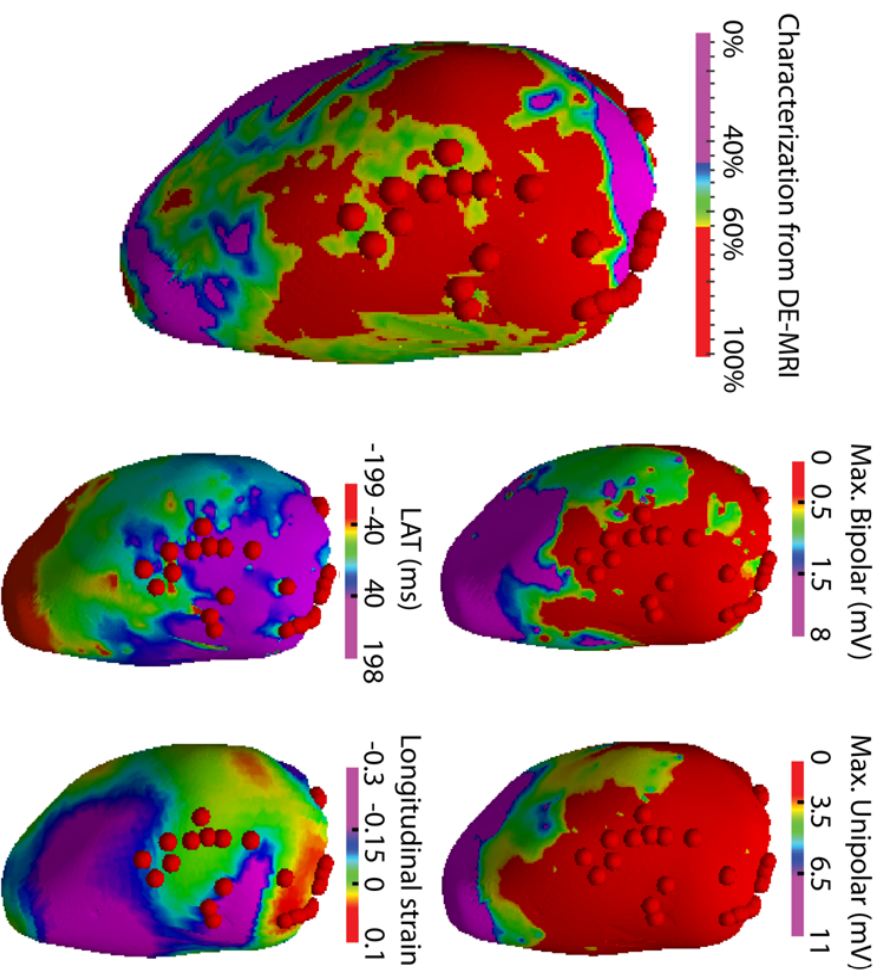 Characterization from DE-MRI
0% 40% 60% 100%
Max. Bipolar (mV)
0 0.5 1.5 8
Max. Unipolar (mV)
0 3.5 6.5 11
-199 -40 40 198
LAT (ms)
Longitudinal strain
-0.3 -0.15 0 0.1